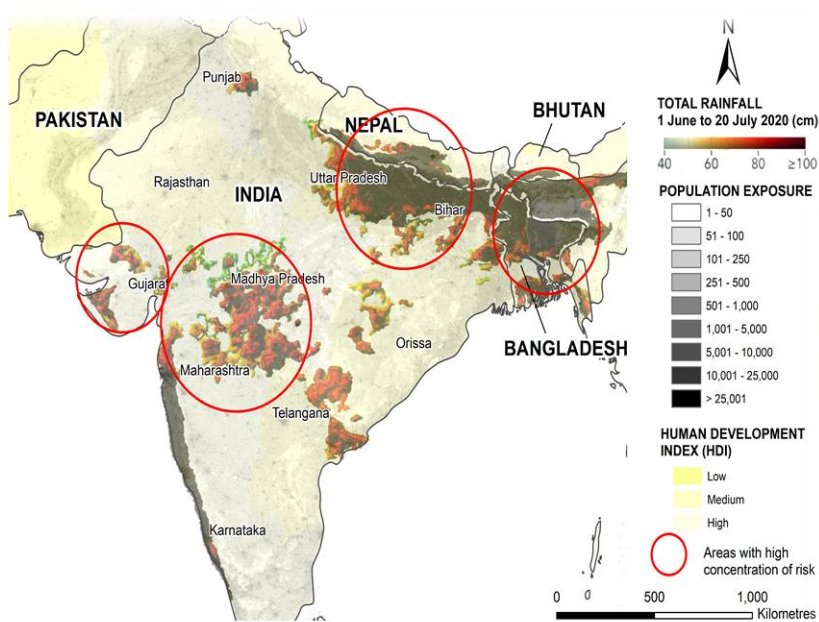 Punjab
PAKISTAN
NEPAL
BHUTAN
Rajasthan
INDIA
Uttar Pradesh
Bihar
Gujarat
Madhya Pradesh
Orissa
BANGLADESH
Maharashtra
Telangana
Karnataka
N
TOTAL RAINFALL
1 June to 20 July 2020 (cm)
40 60 80 ≥100
POPULATION EXPOSURE
1 - 50
51 - 100
101 - 250
251 - 500
501 - 1,000
1,001 - 5,000
5,001 - 10,000
10,001 - 25,000
> 25,001
HUMAN DEVELOPMENT
INDEX (HDI)
Low
Medium
High
Areas with high
concentration of risk
0 500 1,000
Kilometres